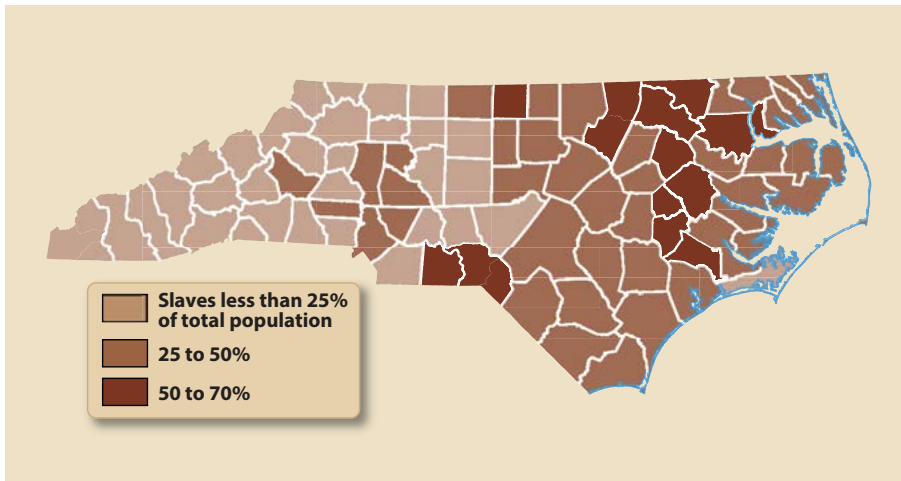 Slaves less than 25%
of total population
25 to 50%
50 to 70%